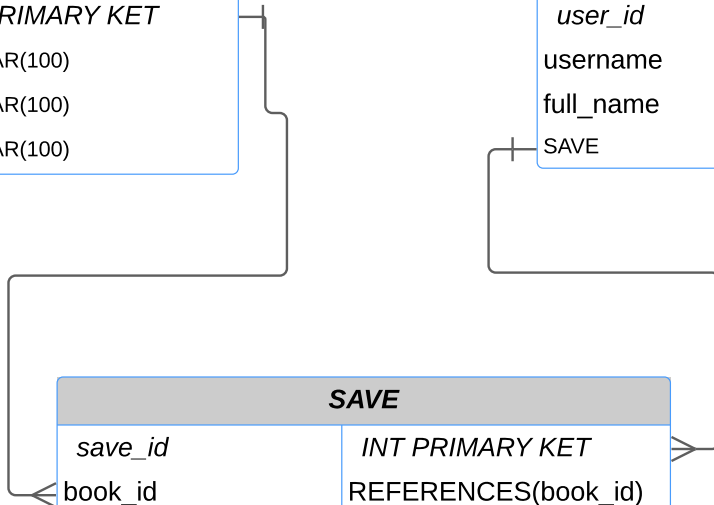 RIMARY KET
AR(100)
AR(100)
AR(100)
user_id
username
full_name
SAVE
SAVE
save_id INT PRIMARY KET
book_id REFERENCES(book_id)